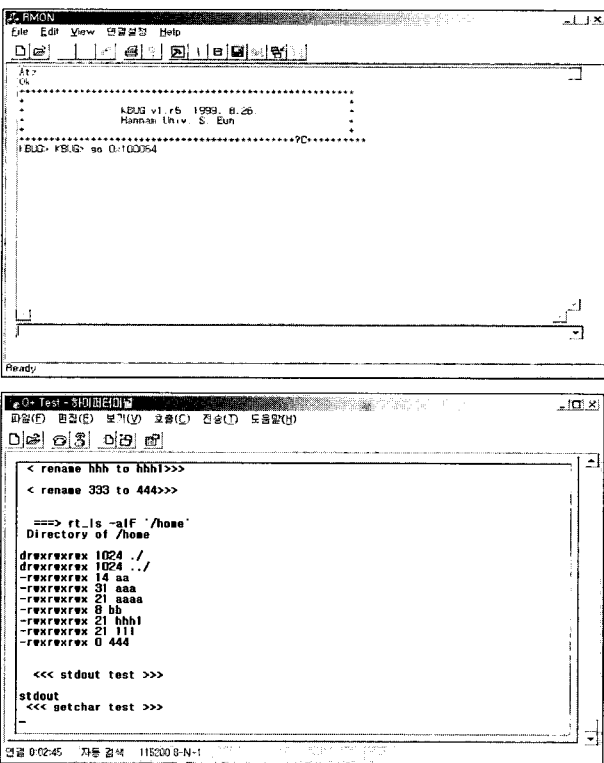 RMON
File Edit View 연결설정 Help
Atz
Ok
KBUG v1.r5 1999. 8.26.
Hannam Univ. S. Eun
KBUG> KBUG> go 0x100064
Ready
0+ Test - 하이퍼터미널
파일(F) 편집(E) 보기(V) 호출(C) 전송(T) 도움말(H)
< rename hhh to hhh1>>>
< rename 333 to 444>>>
===> rt_ls -alF '/home'
Directory of /home
drwxrwxrwx 1024 ./
drwxrwxrwx 1024 ../
-rwxrwxrwx 14 aa
-rwxrwxrwx 31 aaa
-rwxrwxrwx 21 aaaa
-rwxrwxrwx 8 bb
-rwxrwxrwx 21 hhh1
-rwxrwxrwx 21 111
-rwxrwxrwx 0 444
<<< stdout test >>>
stdout
<<< getchar test >>>
_
연결 0:02:45 자동 검색 115200 8-N-1